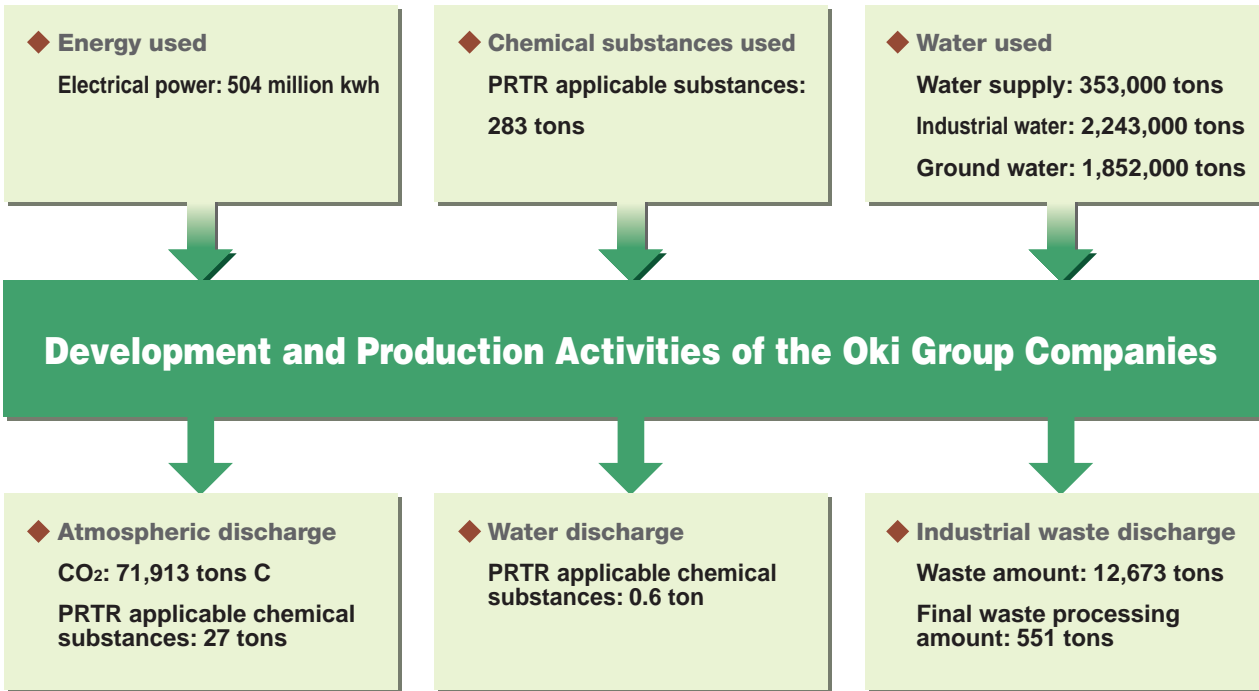 Energy used
Electrical power: 504 million kwh
Chemical substances used
PRTR applicable substances:
283 tons
Water used
Water supply: 353,000 tons
Industrial water: 2,243,000 tons
Ground water: 1,852,000 tons
Development and Production Activities of the Oki Group Companies
Atmospheric discharge
CO2: 71,913 tons C
PRTR applicable chemical
substances: 27 tons
Water discharge
PRTR applicable chemical
substances: 0.6 ton
Industrial waste discharge
Waste amount: 12,673 tons
Final waste processing
amount: 551 tons